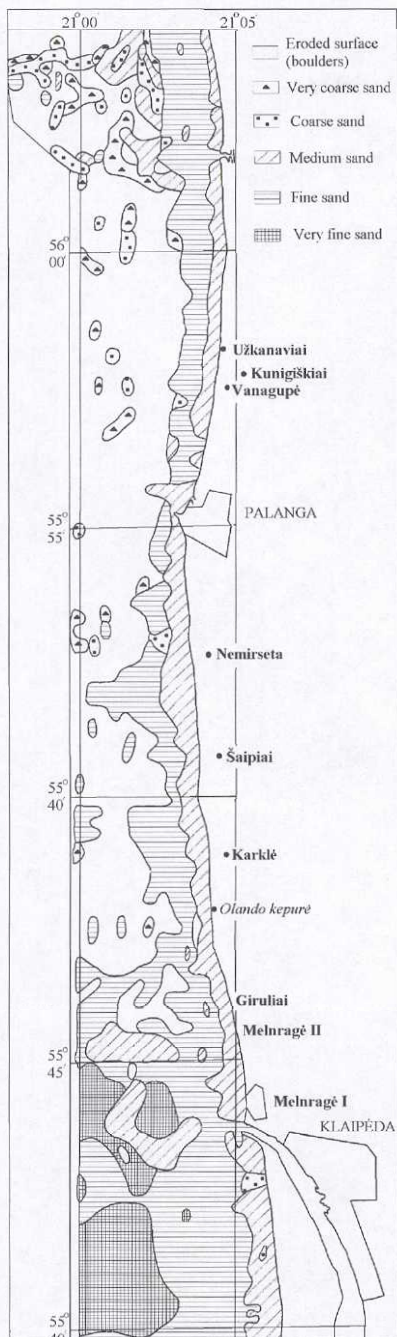 21°00'
21°05
Eroded surface
(boulders)
Very coarse sand
Coarse sand
Medium sand
Fine sand
Very fine sand
56°
00'
Užkanaviai
Kunigiškiai
Vanagupė
PALANGA
55°
55'
Nemirseta
Šaipiai
55°
40'
Karklė
Olando kepurė
Giruliai
Melnragė II
55°
45'
Melnragė I
KLAIPĖDA
55°